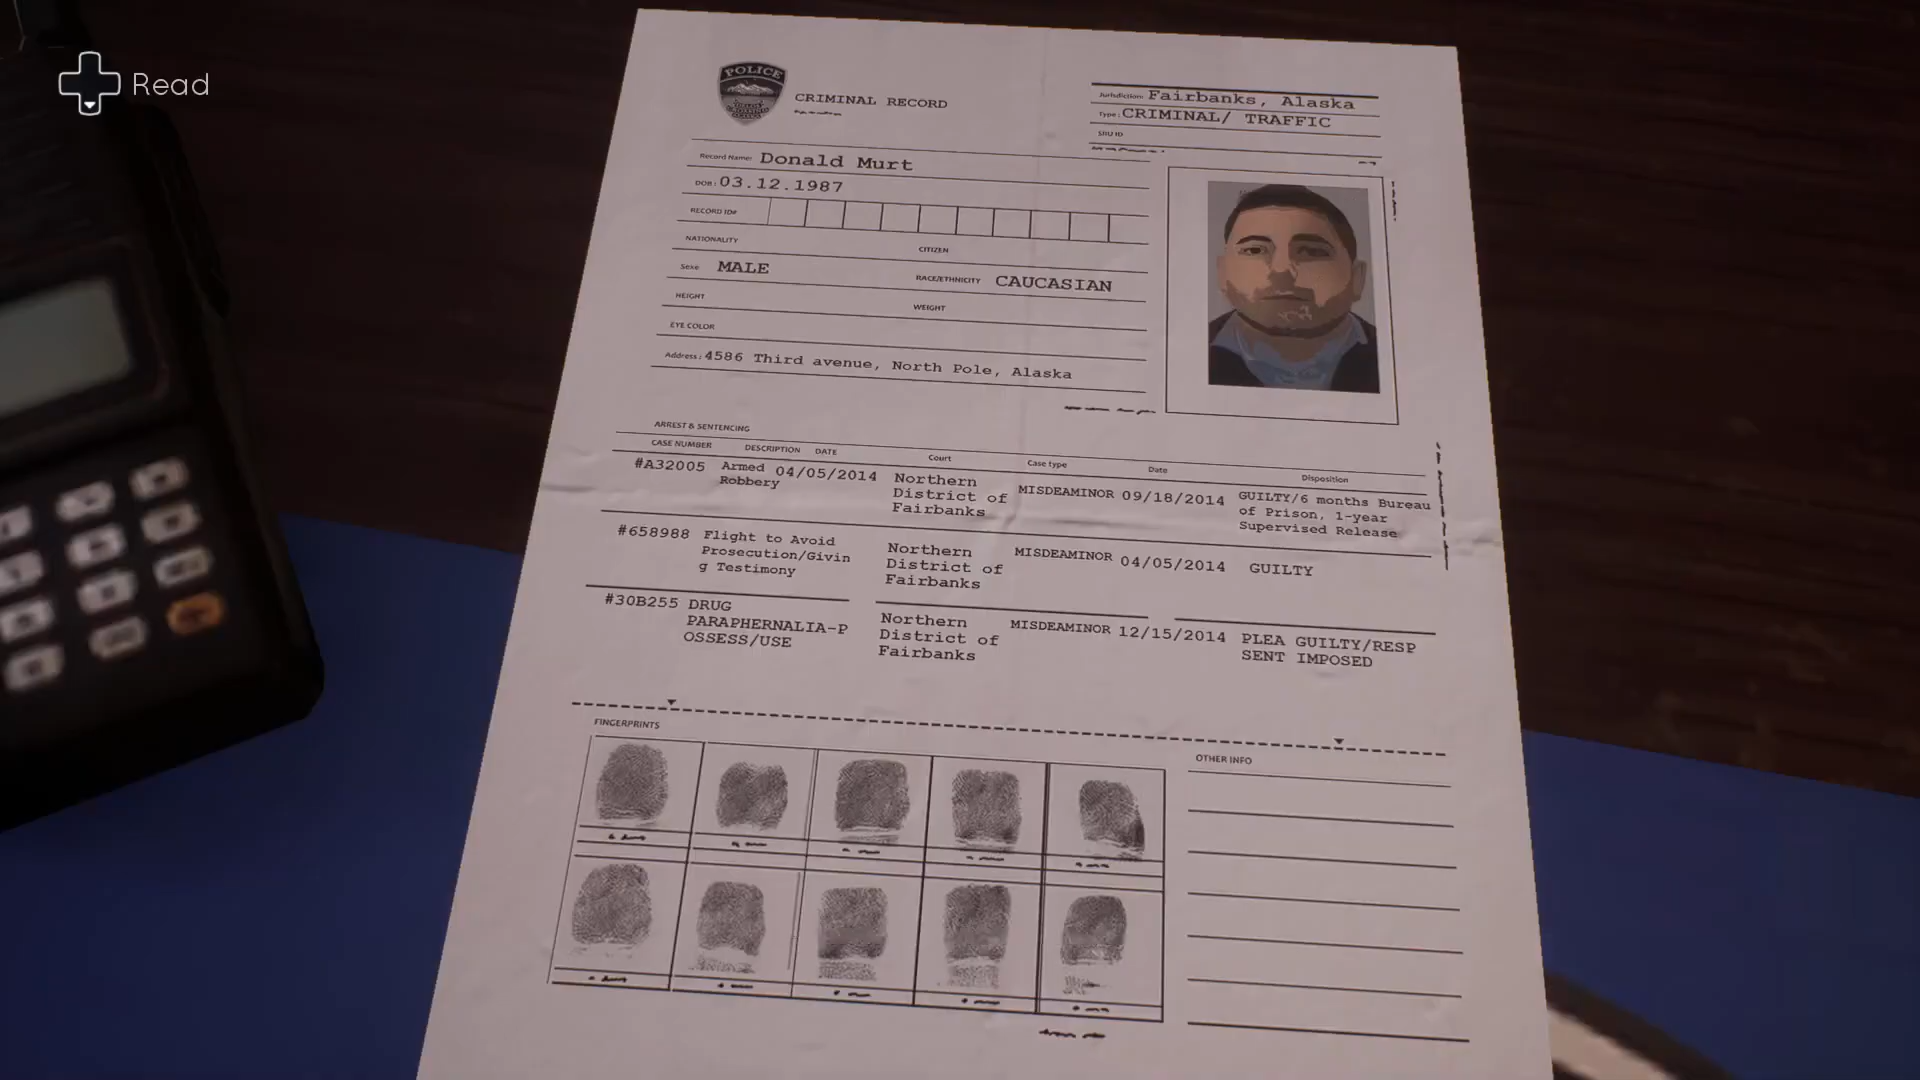 Read
POLICE
CRIMINAL RECORD
Jurisdiction: Fairbanks, Alaska
Type: CRIMINAL/ TRAFFIC
SRU ID
Record Name: Donald Murt
DOB: 03.12.1987
RECORD ID#
NATIONALITY CITIZEN
Sexe MALE RACE/ETHNICITY CAUCASIAN
HEIGHT WEIGHT
EYE COLOR
Address: 4586 Third avenue, North Pole, Alaska
ARREST & SENTENCING
CASE NUMBER DESCRIPTION DATE Court Case type Date Disposition
#A32005 Armed Robbery 04/05/2014 Northern District of Fairbanks MISDEAMINOR 09/18/2014 GUILTY/6 months Bureau of Prison, 1-year Supervised Release
#658988 Flight to Avoid Prosecution/Giving Testimony Northern District of Fairbanks MISDEAMINOR 04/05/2014 GUILTY
#30B255 DRUG PARAPHERNALIA-POSSESS/USE Northern District of Fairbanks MISDEAMINOR 12/15/2014 PLEA GUILTY/RESP SENT IMPOSED
FINGERPRINTS
OTHER INFO